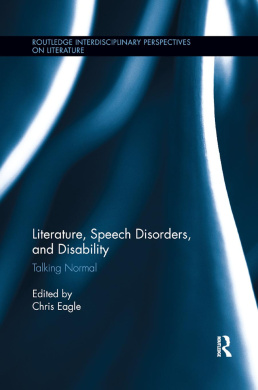 ROUTLEDGE INTERDISCIPLINARY PERSPECTIVES
ON LITERATURE
Literature, Speech Disorders,
and Disability
Talking Normal
Edited by
Chris Eagle
ROUTLEDGE